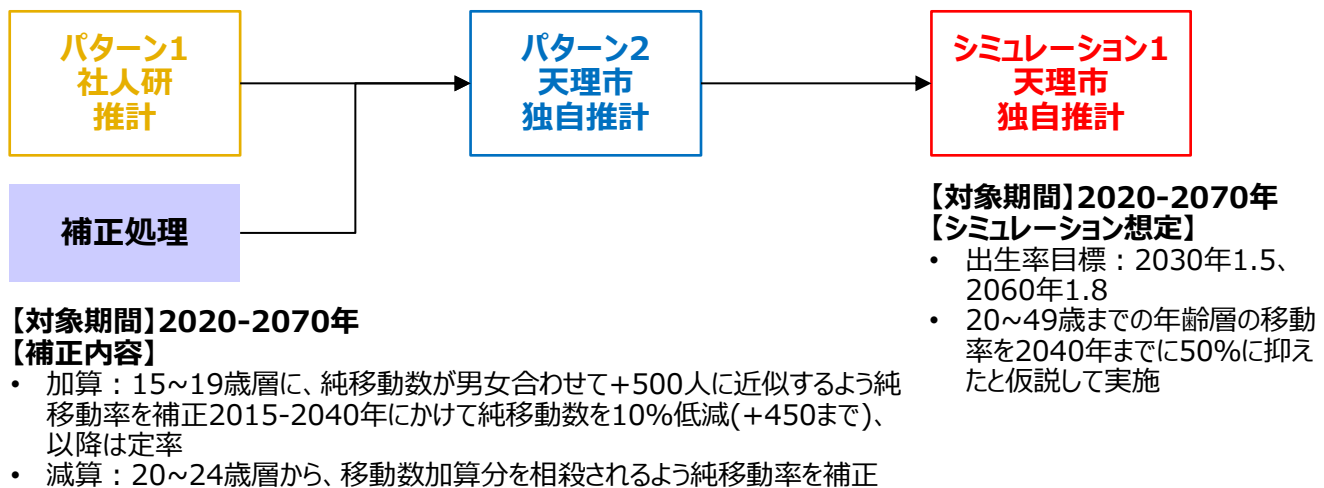 パターン1
社人研
推計
パターン2
天理市
独自推計
シミュレーション1
天理市
独自推計
補正処理
【対象期間】2020-2070年
【補正内容】
• 加算：15~19歳層に、純移動数が男女合わせて+500人に近似するよう純
移動率を補正2015-2040年にかけて純移動数を10%低減(+450まで)、
以降は定率
• 減算：20~24歳層から、移動数加算分を相殺されるよう純移動率を補正
【対象期間】2020-2070年
【シミュレーション想定】
• 出生率目標：2030年1.5、
2060年1.8
• 20~49歳までの年齢層の移動
率を2040年までに50%に抑え
たと仮説して実施